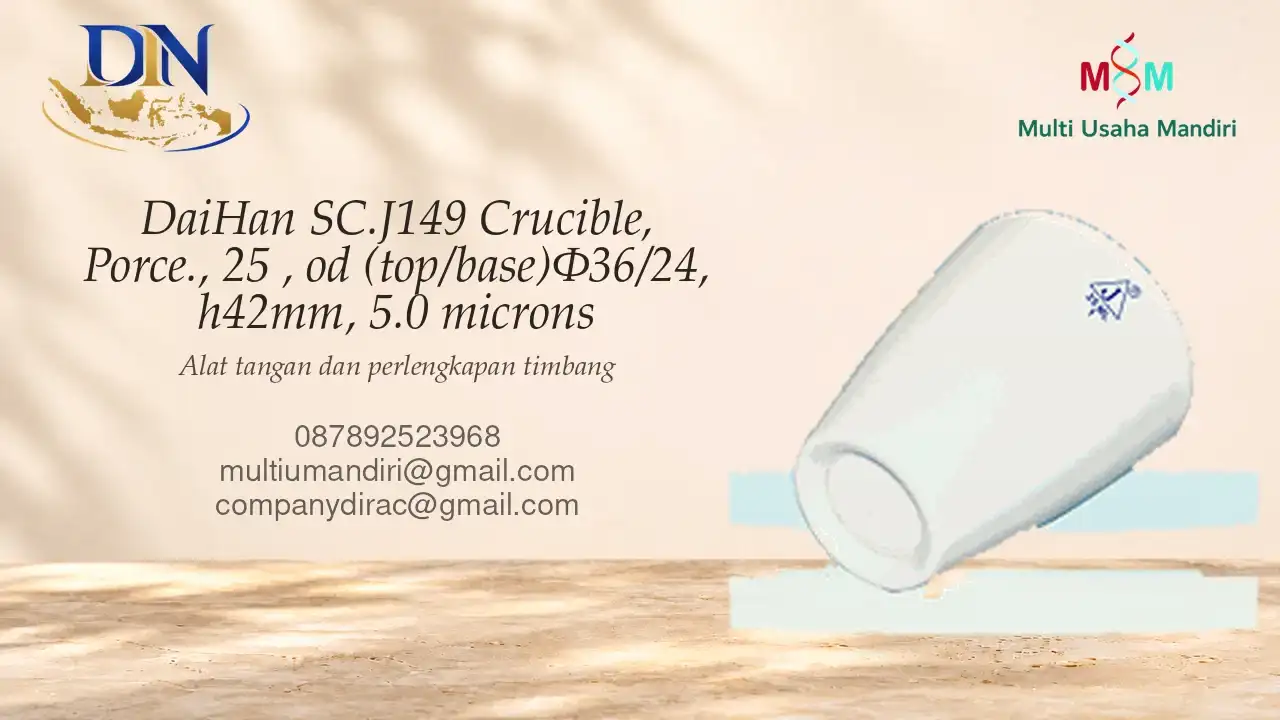 DN
M M
Multi Usaha Mandiri
DaiHan SC.J149 Crucible,
Porce., 25 , od (top/base)Φ36/24,
h42mm, 5.0 microns
Alat tangan dan perlengkapan timbang
087892523968
multiumandiri@gmail.com
companydirac@gmail.com